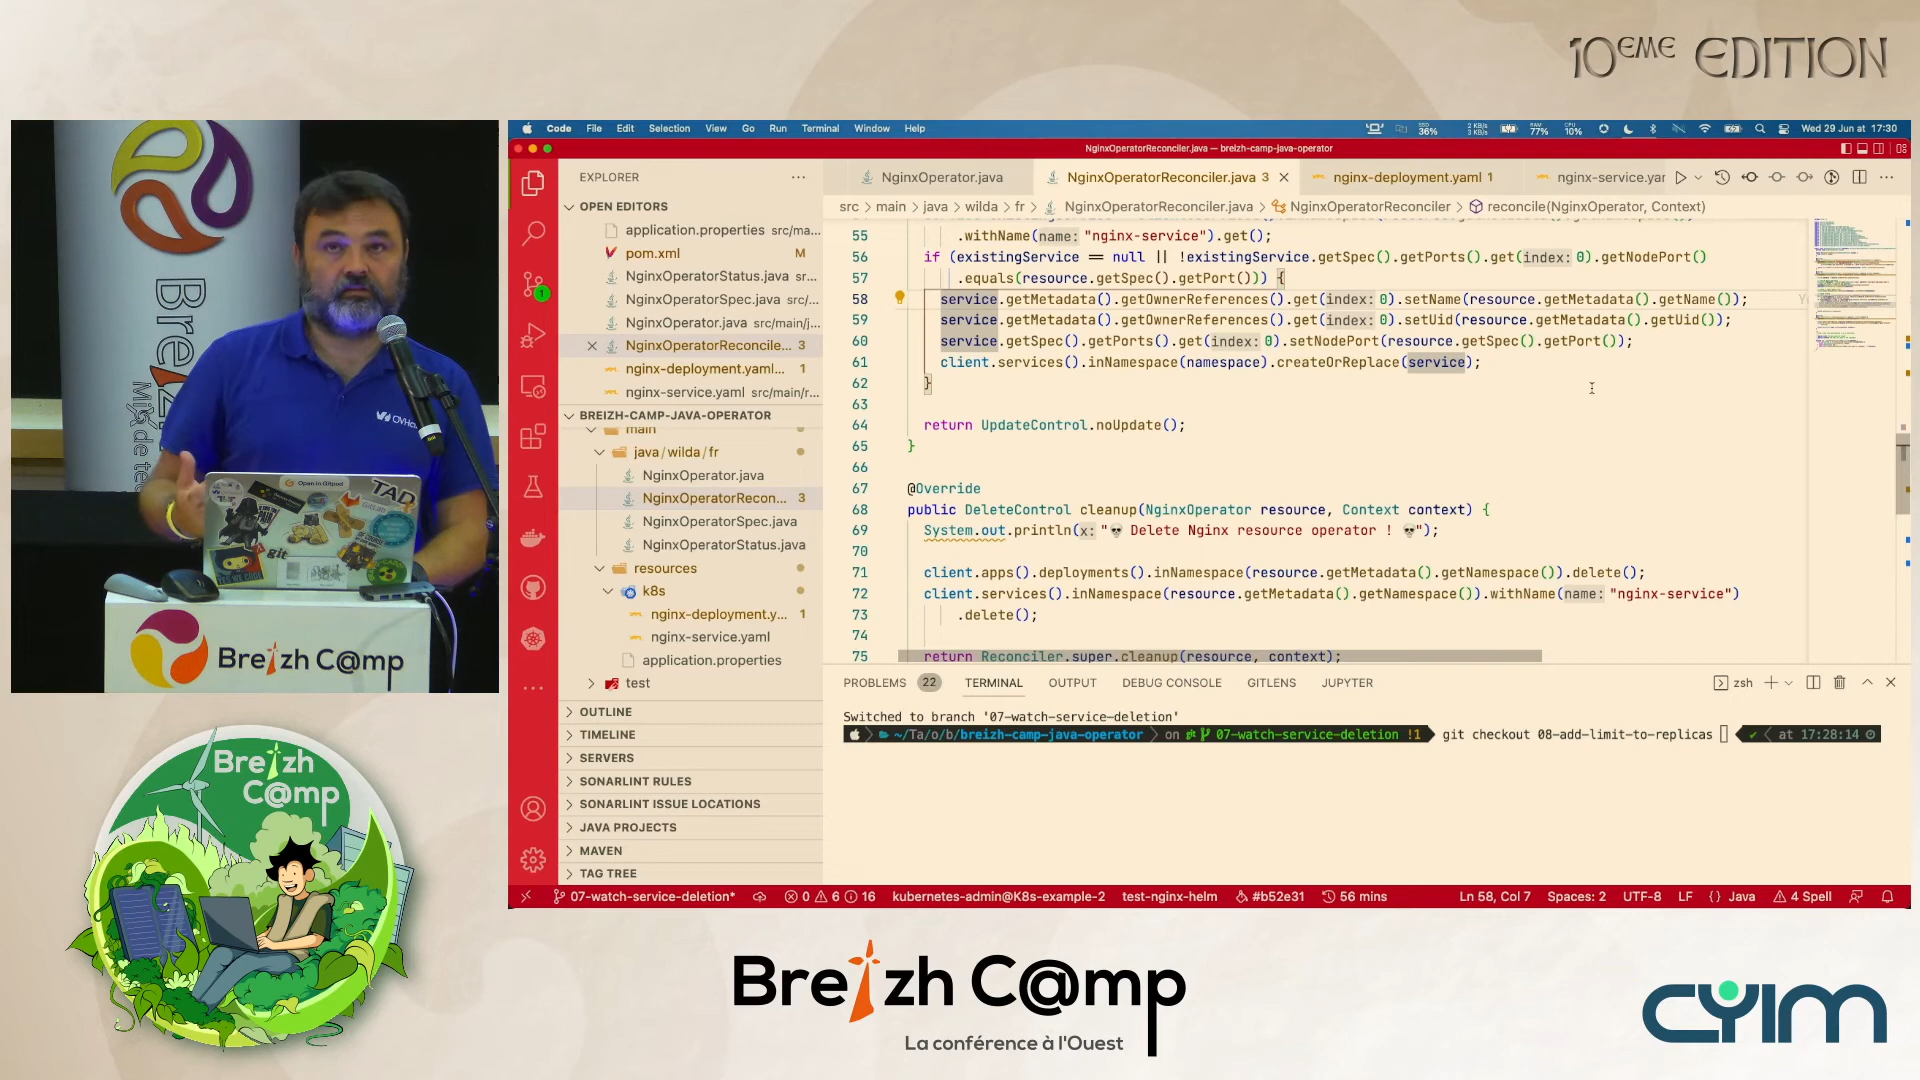 10EME EDITION
Code File Edit Selection View Go Run Terminal Window Help
36% 77% 10% Wed 29 Jun at 17:30
NginxOperatorReconciler.java — breizh-camp-java-operator
EXPLORER
OPEN EDITORS
application.properties src/ma...
pom.xml M
NginxOperatorStatus.java sr...
NginxOperatorSpec.java src/...
NginxOperator.java src/main/j...
NginxOperatorReconcile... 3
nginx-deployment.yaml... 1
nginx-service.yaml src/main/r...
BREIZH-CAMP-JAVA-OPERATOR
main
java/wilda/fr
NginxOperator.java
NginxOperatorRecon... 3
NginxOperatorSpec.java
NginxOperatorStatus.java
resources
k8s
nginx-deployment.y... 1
nginx-service.yaml
application.properties
test
OUTLINE
TIMELINE
SERVERS
SONARLINT RULES
SONARLINT ISSUE LOCATIONS
JAVA PROJECTS
MAVEN
TAG TREE
NginxOperator.java NginxOperatorReconciler.java 3 nginx-deployment.yaml 1 nginx-service.yar
src > main > java > wilda > fr > NginxOperatorReconciler.java > NginxOperatorReconciler > reconcile(NginxOperator, Context)
55 .withName(name: "nginx-service").get();
56 if (existingService == null || !existingService.getSpec().getPorts().get(index: 0).getNodePort()
57 .equals(resource.getSpec().getPort())) {
58 service.getMetadata().getOwnerReferences().get(index: 0).setName(resource.getMetadata().getName());
59 service.getMetadata().getOwnerReferences().get(index: 0).setUid(resource.getMetadata().getUid());
60 service.getSpec().getPorts().get(index: 0).setNodePort(resource.getSpec().getPort());
61 client.services().inNamespace(namespace).createOrReplace(service);
62 }
63
64 return UpdateControl.noUpdate();
65 }
66
67 @Override
68 public DeleteControl cleanup(NginxOperator resource, Context context) {
69 System.out.println(x: "💀 Delete Nginx resource operator ! 💀");
70
71 client.apps().deployments().inNamespace(resource.getMetadata().getNamespace()).delete();
72 client.services().inNamespace(resource.getMetadata().getNamespace()).withName(name: "nginx-service")
73 .delete();
74
75 return Reconciler.super.cleanup(resource, context);
PROBLEMS 22 TERMINAL OUTPUT DEBUG CONSOLE GITLENS JUPYTER zsh
Switched to branch '07-watch-service-deletion'
~/Ta/o/b/breizh-camp-java-operator on 07-watch-service-deletion !1 git checkout 08-add-limit-to-replicas ✔ at 17:28:14
07-watch-service-deletion* 0 6 16 kubernetes-admin@K8s-example-2 test-nginx-helm #b52e31 56 mins Ln 58, Col 7 Spaces: 2 UTF-8 LF {} Java 4 Spell
Open in Gitpod
TAD
git
Breizh C@mp
Breizh
C@mp
Breizh C@mp
La conférence à l'Ouest
CYIM